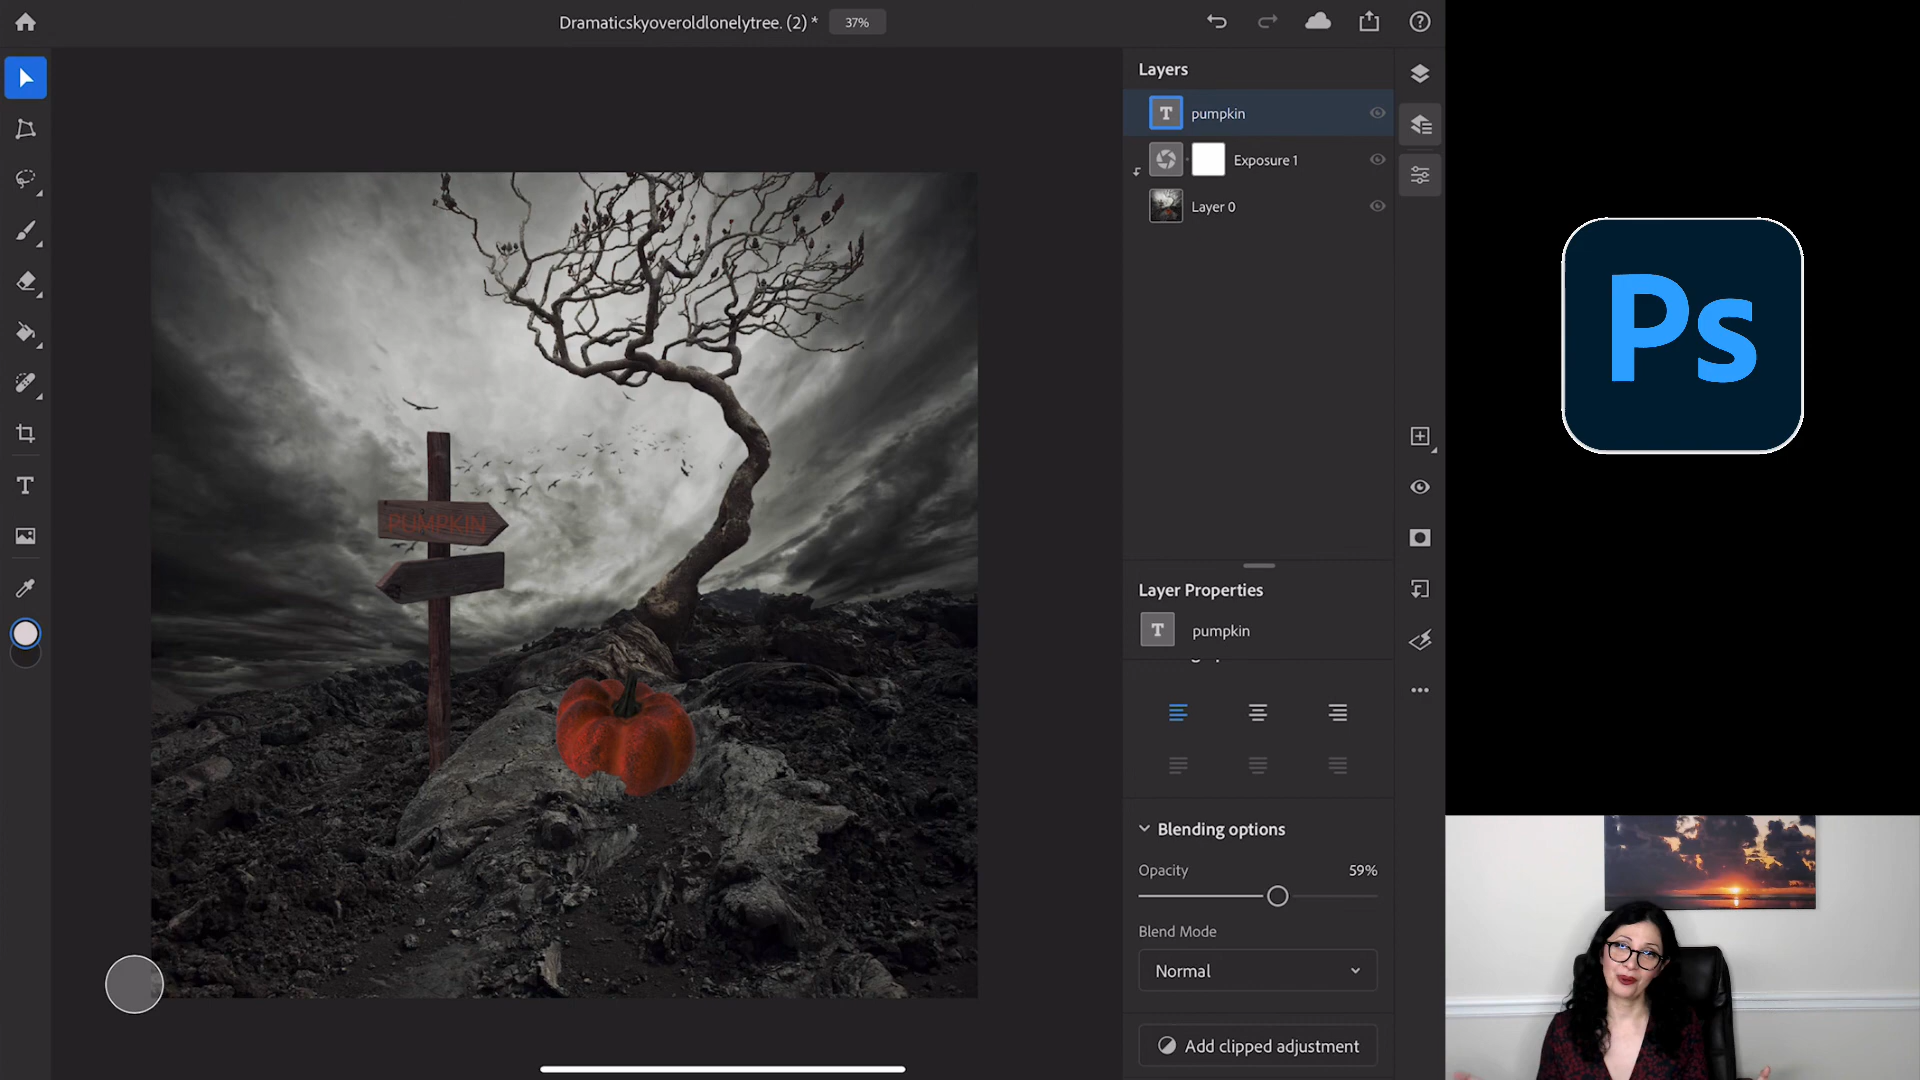 Dramaticskyoveroldlonelytree. (2) *
37%
Layers
T pumpkin
Exposure 1
Layer 0
Ps
PUMPKIN
T
Layer Properties
T pumpkin
Blending options
Opacity 59%
Blend Mode
Normal
Add clipped adjustment